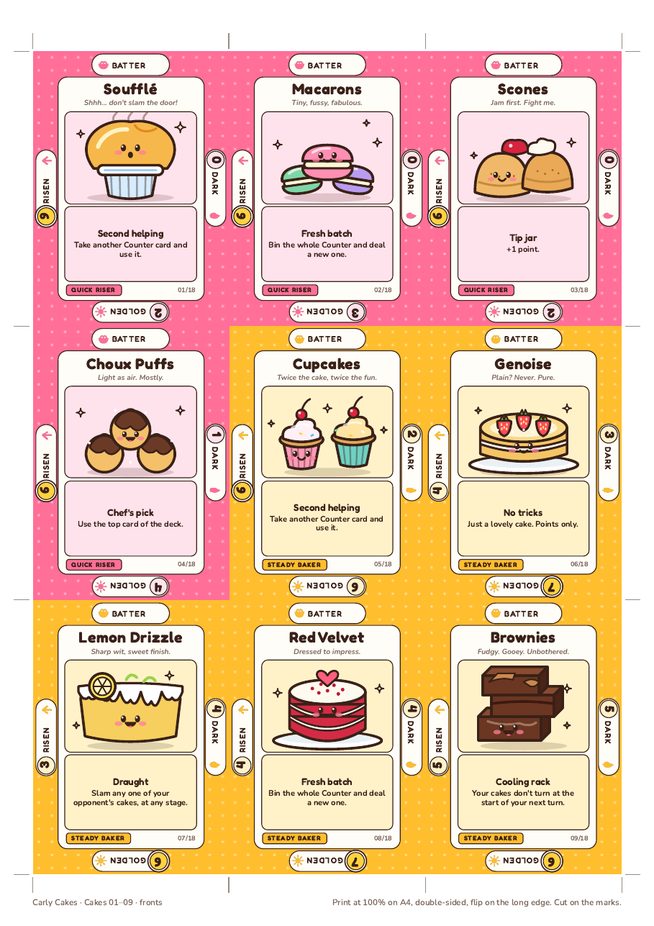 BATTER
Soufflé
Shhh... don't slam the door!
RISEN
6
0
DARK
Second helping
Take another Counter card and
use it.
QUICK RISER
01/18
GOLDEN
2
BATTER
Macarons
Tiny, fussy, fabulous.
RISEN
6
0
DARK
Fresh batch
Bin the whole Counter and deal
a new one.
QUICK RISER
02/18
GOLDEN
3
BATTER
Scones
Jam first. Fight me.
RISEN
6
0
DARK
Tip jar
+1 point.
QUICK RISER
03/18
GOLDEN
2
BATTER
Choux Puffs
Light as air. Mostly.
RISEN
6
1
DARK
Chef's pick
Use the top card of the deck.
QUICK RISER
04/18
GOLDEN
4
BATTER
Cupcakes
Twice the cake, twice the fun.
RISEN
6
2
DARK
Second helping
Take another Counter card and
use it.
STEADY BAKER
05/18
GOLDEN
6
BATTER
Genoise
Plain? Never. Pure.
RISEN
4
3
DARK
No tricks
Just a lovely cake. Points only.
STEADY BAKER
06/18
GOLDEN
7
BATTER
Lemon Drizzle
Sharp wit, sweet finish.
RISEN
3
4
DARK
Draught
Slam any one of your
opponent's cakes, at any stage.
STEADY BAKER
07/18
GOLDEN
6
BATTER
Red Velvet
Dressed to impress.
RISEN
4
4
DARK
Fresh batch
Bin the whole Counter and deal
a new one.
STEADY BAKER
08/18
GOLDEN
7
BATTER
Brownies
Fudgy. Gooey. Unbothered.
RISEN
5
5
DARK
Cooling rack
Your cakes don't turn at the
start of your next turn.
STEADY BAKER
09/18
GOLDEN
6
Carly Cakes · Cakes 01–09 · fronts
Print at 100% on A4, double-sided, flip on the long edge. Cut on the marks.